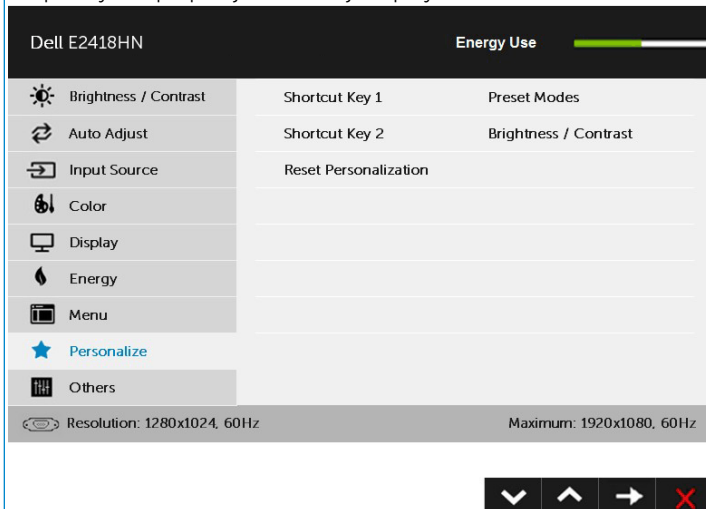 Dell E2418HN
Energy Use
Brightness / Contrast
Shortcut Key 1
Preset Modes
Auto Adjust
Shortcut Key 2
Brightness / Contrast
Input Source
Reset Personalization
Color
Display
Energy
Menu
Personalize
Others
Resolution: 1280x1024, 60Hz
Maximum: 1920x1080, 60Hz